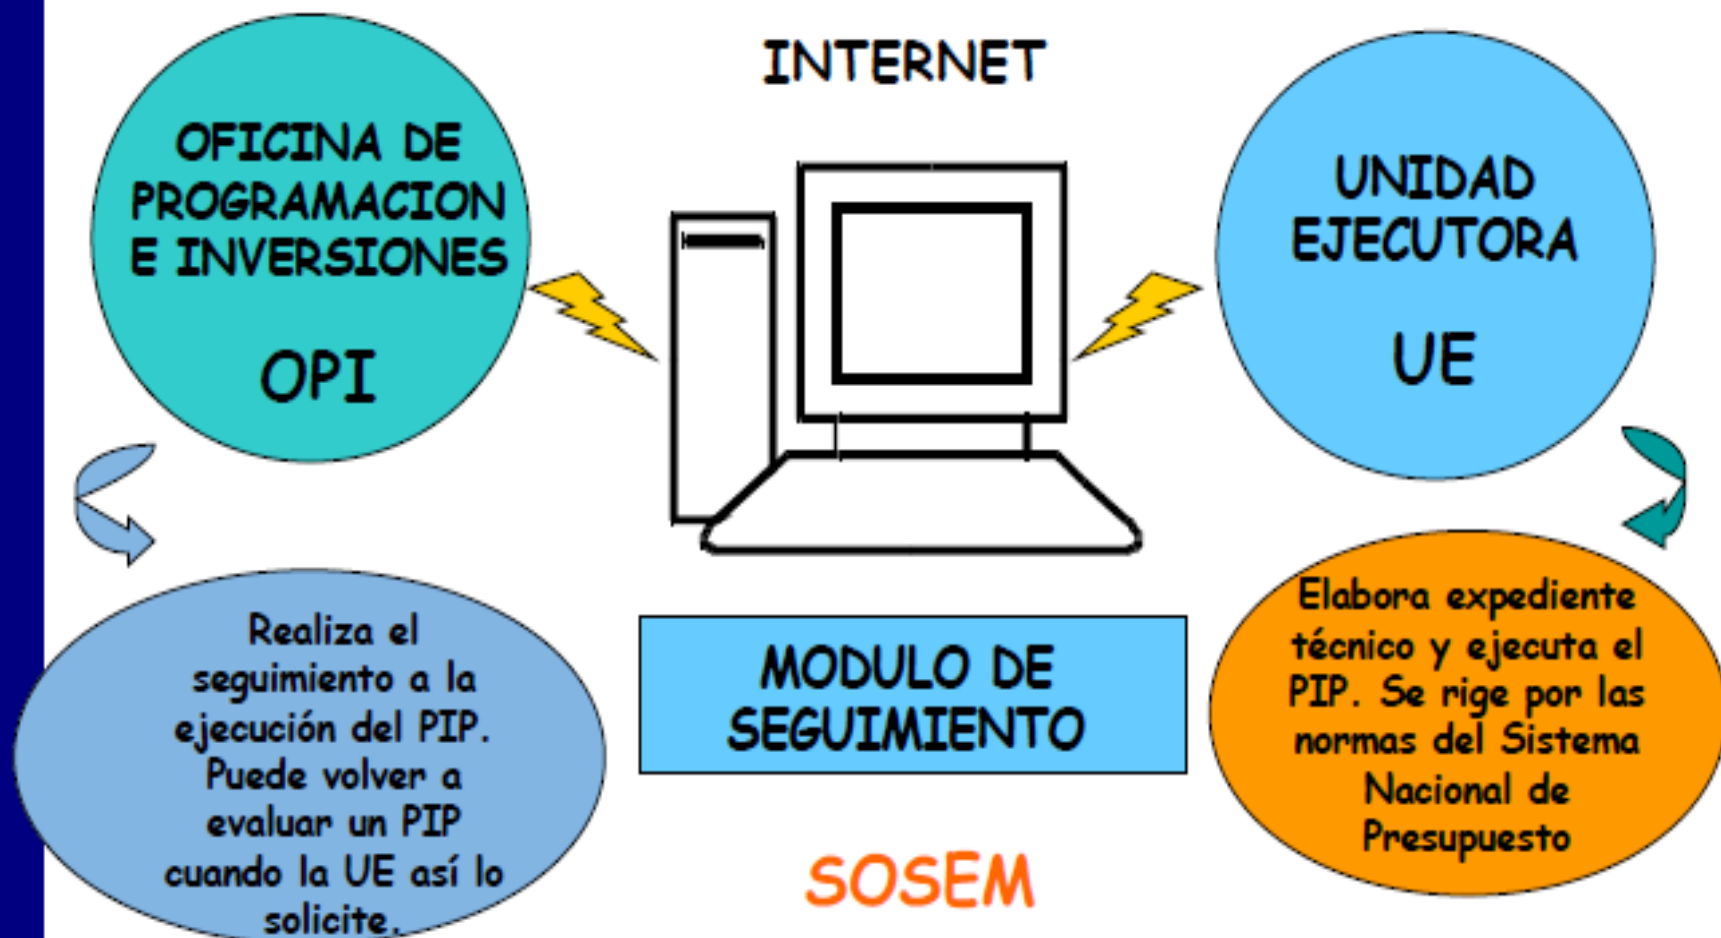 OFICINA DE
PROGRAMACION
E INVERSIONES
OPI
INTERNET
UNIDAD
EJECUTORA
UE
Realiza el
seguimiento a la
ejecución del PIP.
Puede volver a
evaluar un PIP
cuando la UE así lo
solicite.
MODULO DE
SEGUIMIENTO
SOSEM
Elabora expediente
técnico y ejecuta el
PIP. Se rige por las
normas del Sistema
Nacional de
Presupuesto